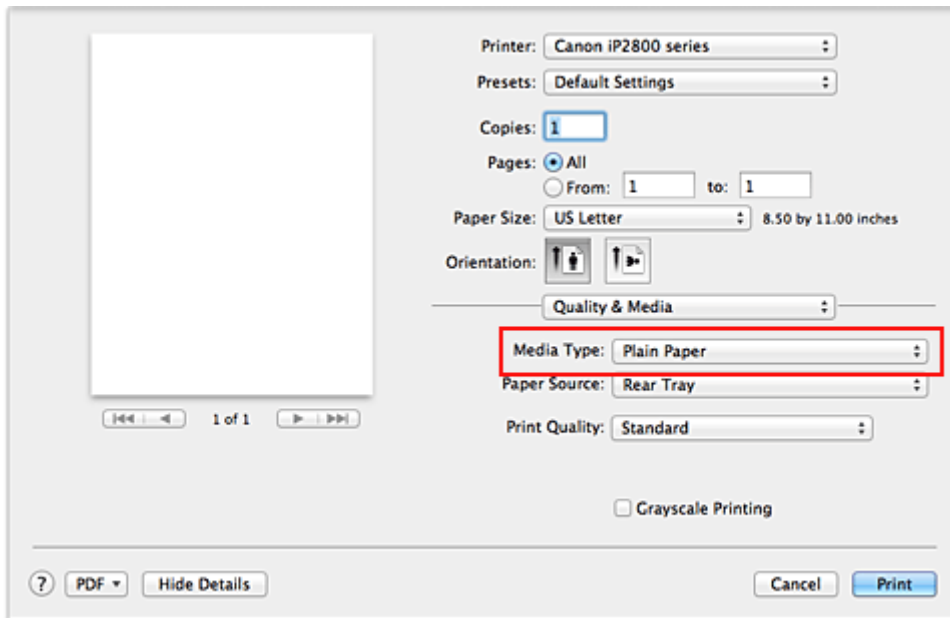 Printer: Canon iP2800 series
Presets: Default Settings
Copies: 1
Pages: All
From: 1 to: 1
Paper Size: US Letter 8.50 by 11.00 inches
Orientation:
Quality & Media
Media Type: Plain Paper
Paper Source: Rear Tray
1 of 1
Print Quality: Standard
Grayscale Printing
? PDF Hide Details Cancel Print